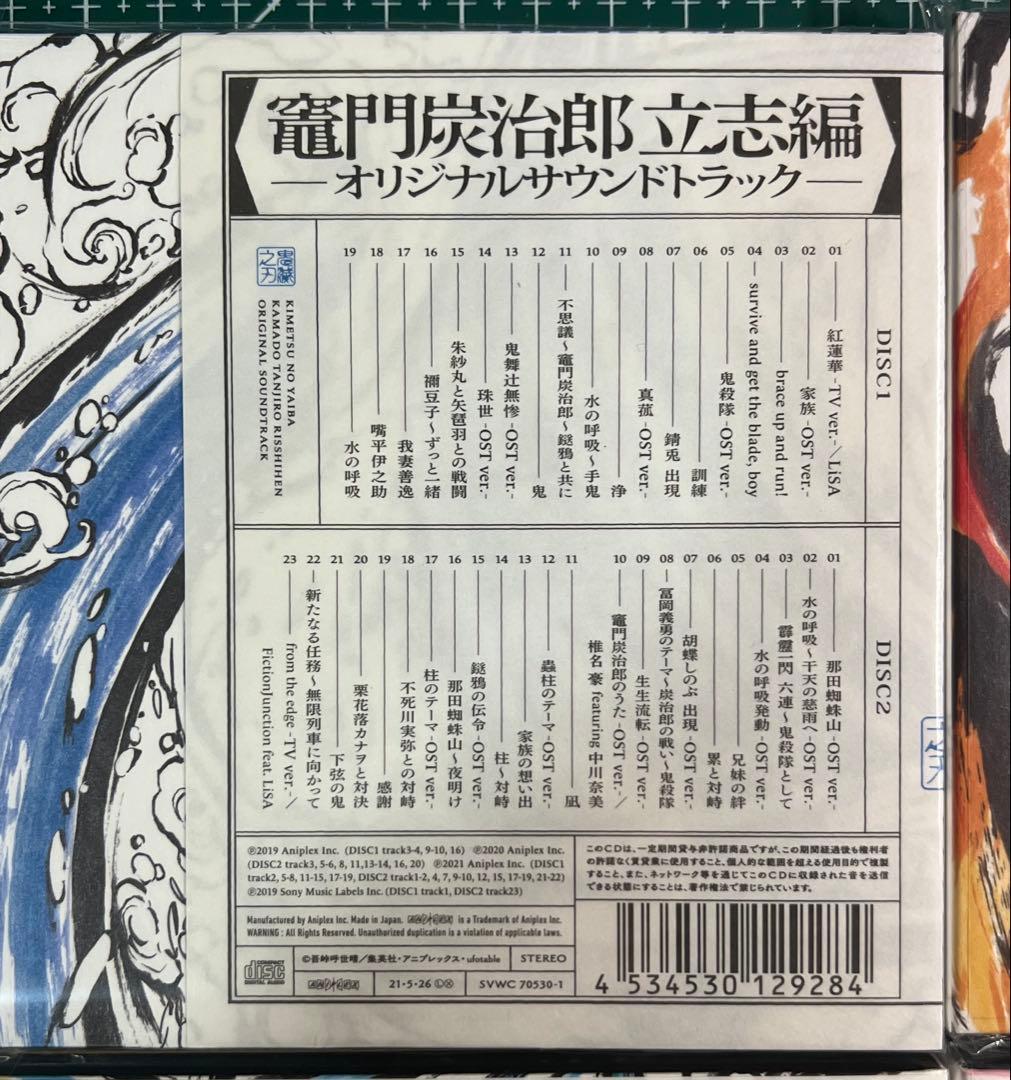 竈門炭治郎 立志編
オリジナルサウンドトラック
DISC1
01 紅蓮華 -TV ver.-／LiSA
02 家族 -OST ver.-
03 brace up and run!
04 survive and get the blade, boy
05 鬼殺隊 -OST ver.-
06 訓練
07 錆兎 出現
08 真菰 -OST ver.-
09 浄
10 水の呼吸～手鬼
11 不思議～竈門炭治郎～鎹鴉と共に
12 鬼
13 鬼舞辻無惨 -OST ver.-
14 珠世 -OST ver.-
15 朱紗丸と矢琶羽との戦闘
16 禰豆子～ずっと一緒
17 我妻善逸
18 嘴平伊之助
19 水の呼吸
鬼滅之刃
KIMETSU NO YAIBA
KAMADO TANJIRO RISSHIHEN
ORIGINAL SOUNDTRACK
DISC2
01 那田蜘蛛山 -OST ver.-
02 水の呼吸～干天の慈雨へ -OST ver.-
03 霹靂一閃 六連～鬼殺隊として
04 水の呼吸発動 -OST ver.-
05 兄妹の絆
06 累と対峙
07 胡蝶しのぶ 出現 -OST ver.-
08 冨岡義勇のテーマ～炭治郎の戦い～鬼殺隊
09 生生流転 -OST ver.-
10 竈門炭治郎のうた -OST ver.-／
椎名 豪 featuring 中川奈美
11 凪
12 蟲柱のテーマ -OST ver.-
13 家族の想い出
14 柱～対峙
15 鎹鴉の伝令 -OST ver.-
16 那田蜘蛛山～夜明け
17 柱のテーマ -OST ver.-
18 不死川実弥との対峙
19 感謝
20 栗花落カナヲと対決
21 下弦の鬼
22 新たなる任務～無限列車に向かって
23 from the edge -TV ver.-／
FictionJunction feat. LiSA
Ⓟ2019 Aniplex Inc. (DISC1 track3-4, 9-10, 16) Ⓟ2020 Aniplex Inc.
(DISC2 track3, 5-6, 8, 11,13-14, 16, 20) Ⓟ2021 Aniplex Inc. (DISC1
track2, 5-8, 11-15, 17-19, DISC2 track1-2, 4, 7, 9-10, 12, 15, 17-19, 21-22)
Ⓟ2019 Sony Music Labels Inc. (DISC1 track1, DISC2 track23)
このCDは、一定期間貸与非許諾商品ですが、この期間経過後も権利者
の許諾なく賃貸業に使用すること、個人的な範囲を超える使用目的で複製
すること、また、ネットワーク等を通じてこのCDに収録された音を送信
できる状態にすることは、著作権法で禁じられています。
Manufactured by Aniplex Inc. Made in Japan. ANIPLEX is a Trademark of Aniplex Inc.
WARNING : All Rights Reserved. Unauthorized duplication is a violation of applicable laws.
COMPACT
disc
DIGITAL AUDIO
©吾峠呼世晴／集英社・アニプレックス・ufotable
STEREO
ANIPLEX
21・5・26 ⓁⓍ
SVWC 70530-1
4 534530 129284